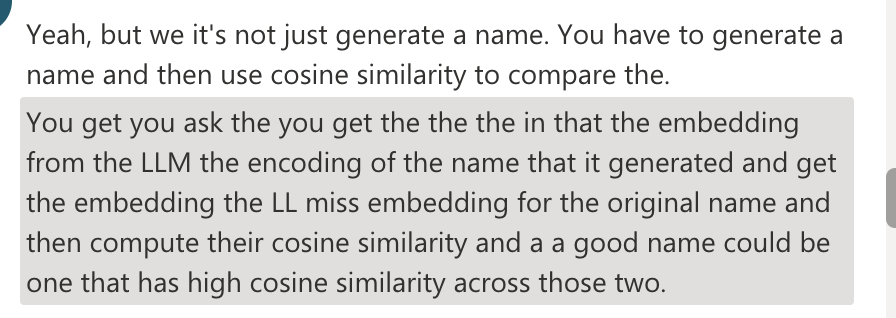 Yeah, but we it's not just generate a name. You have to generate a
name and then use cosine similarity to compare the.
You get you ask the you get the the the in that the embedding
from the LLM the encoding of the name that it generated and get
the embedding the LL miss embedding for the original name and
then compute their cosine similarity and a a good name could be
one that has high cosine similarity across those two.